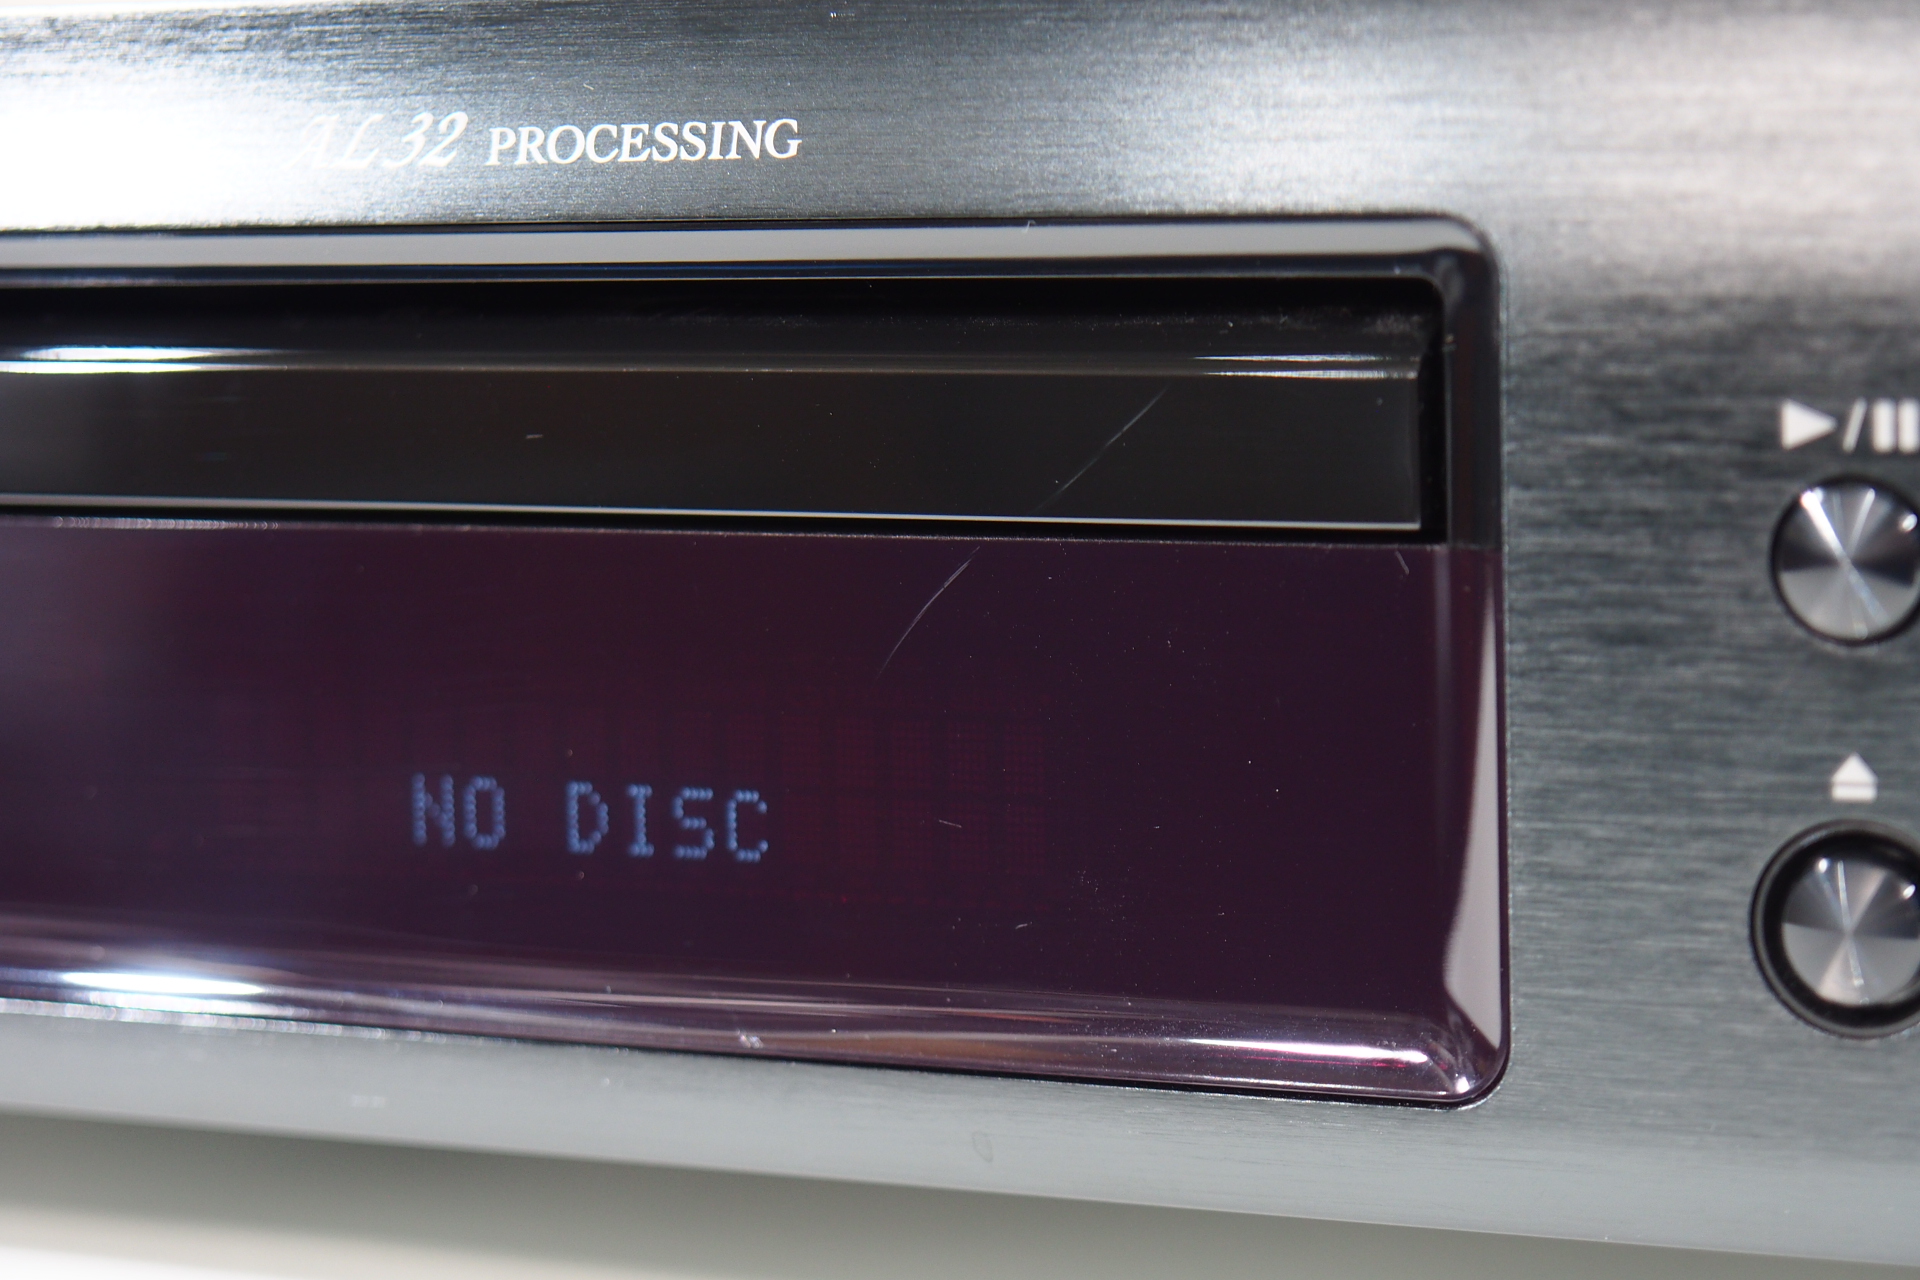 AL32 PROCESSING
NO DISC